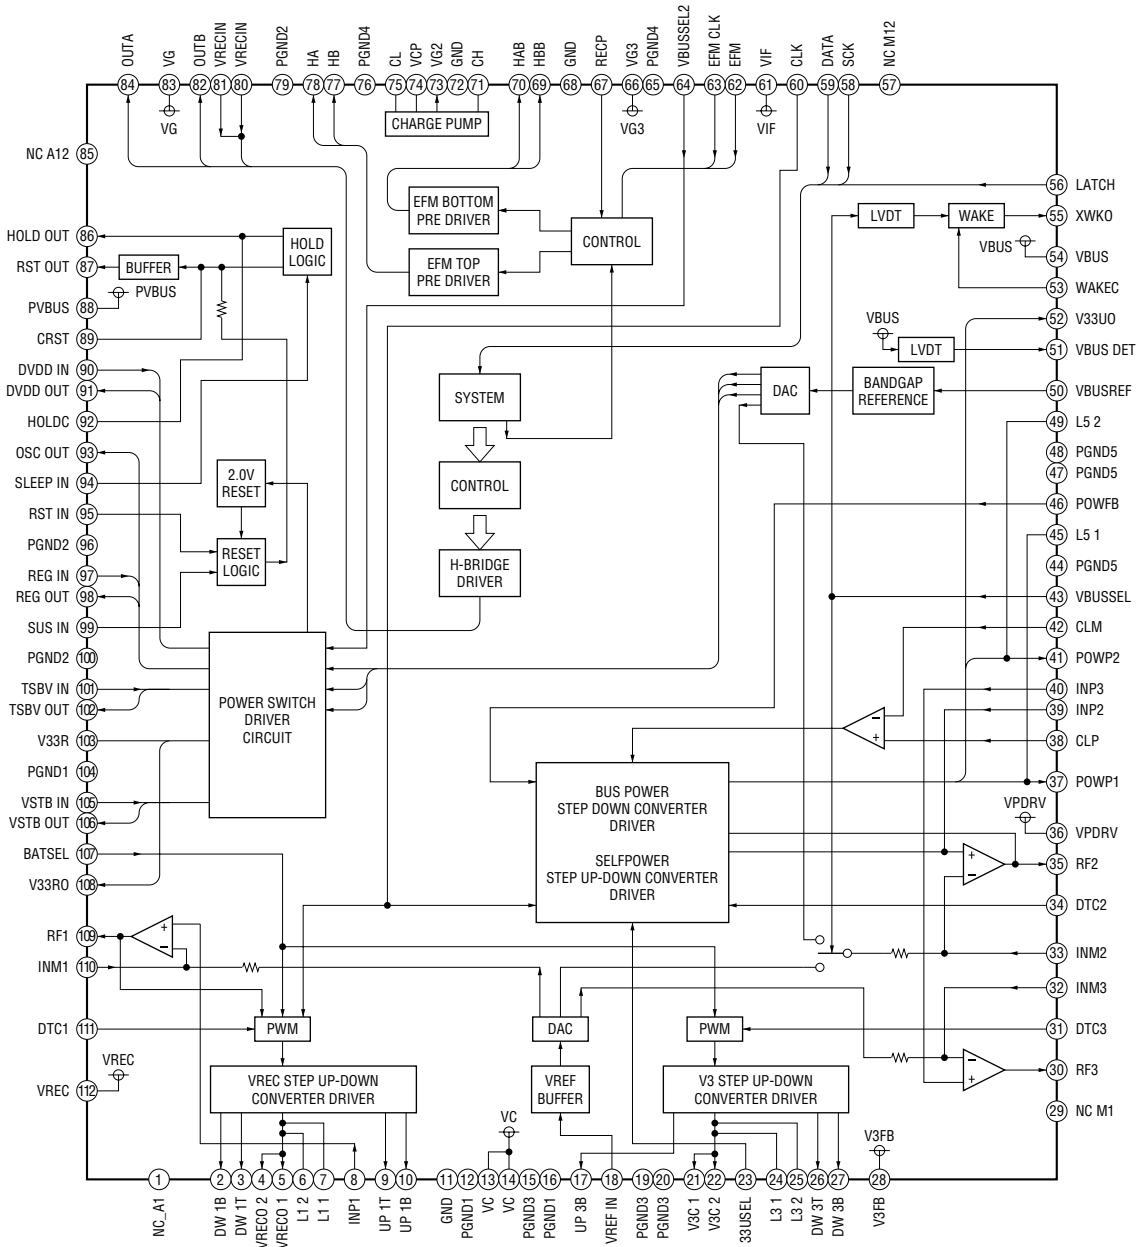 OUTA
VG
OUTB
VRECIN
VRECIN
PGND2
HA
HB
PGND4
CL
VCP
VG2
GND
CH
HAB
HBB
GND
RECP
VG3
PGND4
VBUSSEL2
EFM CLK
EFM
VIF
CLK
DATA
SCK
NC M12
84
83
82
81
80
79
78
77
76
75
74
73
72
71
70
69
68
67
66
65
64
63
62
61
60
59
58
57
VG
CHARGE PUMP
VG3
VIF
NC A12
85
HOLD OUT
86
RST OUT
87
PVBUS
88
CRST
89
DVDD IN
90
DVDD OUT
91
HOLDC
92
OSC OUT
93
SLEEP IN
94
RST IN
95
PGND2
96
REG IN
97
REG OUT
98
SUS IN
99
PGND2
100
TSBV IN
101
TSBV OUT
102
V33R
103
PGND1
104
VSTB IN
105
VSTB OUT
106
BATSEL
107
V33RO
108
RF1
109
INM1
110
DTC1
111
VREC
112
BUFFER
PVBUS
HOLD
LOGIC
2.0V
RESET
RESET
LOGIC
POWER SWITCH
DRIVER
CIRCUIT
EFM BOTTOM
PRE DRIVER
EFM TOP
PRE DRIVER
CONTROL
SYSTEM
CONTROL
H-BRIDGE
DRIVER
DAC
BANDGAP
REFERENCE
LVDT
WAKE
VBUS
VBUS
LVDT
56
LATCH
55
XWKO
54
VBUS
53
WAKEC
52
V33UO
51
VBUS DET
50
VBUSREF
49
L5 2
48
PGND5
47
PGND5
46
POWFB
45
L5 1
44
PGND5
43
VBUSSEL
42
CLM
41
POWP2
40
INP3
39
INP2
38
CLP
37
POWP1
36
VPDRV
35
RF2
34
DTC2
33
INM2
32
INM3
31
DTC3
30
RF3
29
NC M1
BUS POWER
STEP DOWN CONVERTER
DRIVER
SELFPOWER
STEP UP-DOWN CONVERTER
DRIVER
–
+
VPDRV
+
–
+
–
–
+
PWM
DAC
PWM
VREC
VREC STEP UP-DOWN
CONVERTER DRIVER
VREF
BUFFER
V3 STEP UP-DOWN
CONVERTER DRIVER
VC
V3FB
1
2
3
4
5
6
7
8
9
10
11
12
13
14
15
16
17
18
19
20
21
22
23
24
25
26
27
28
NC_A1
DW 1B
DW 1T
VRECO 2
VRECO 1
L1 2
L1 1
INP1
UP 1T
UP 1B
GND
PGND1
VC
VC
PGND3
PGND1
UP 3B
VREF IN
PGND3
PGND3
V3C 1
V3C 2
33USEL
L3 1
L3 2
DW 3T
DW 3B
V3FB